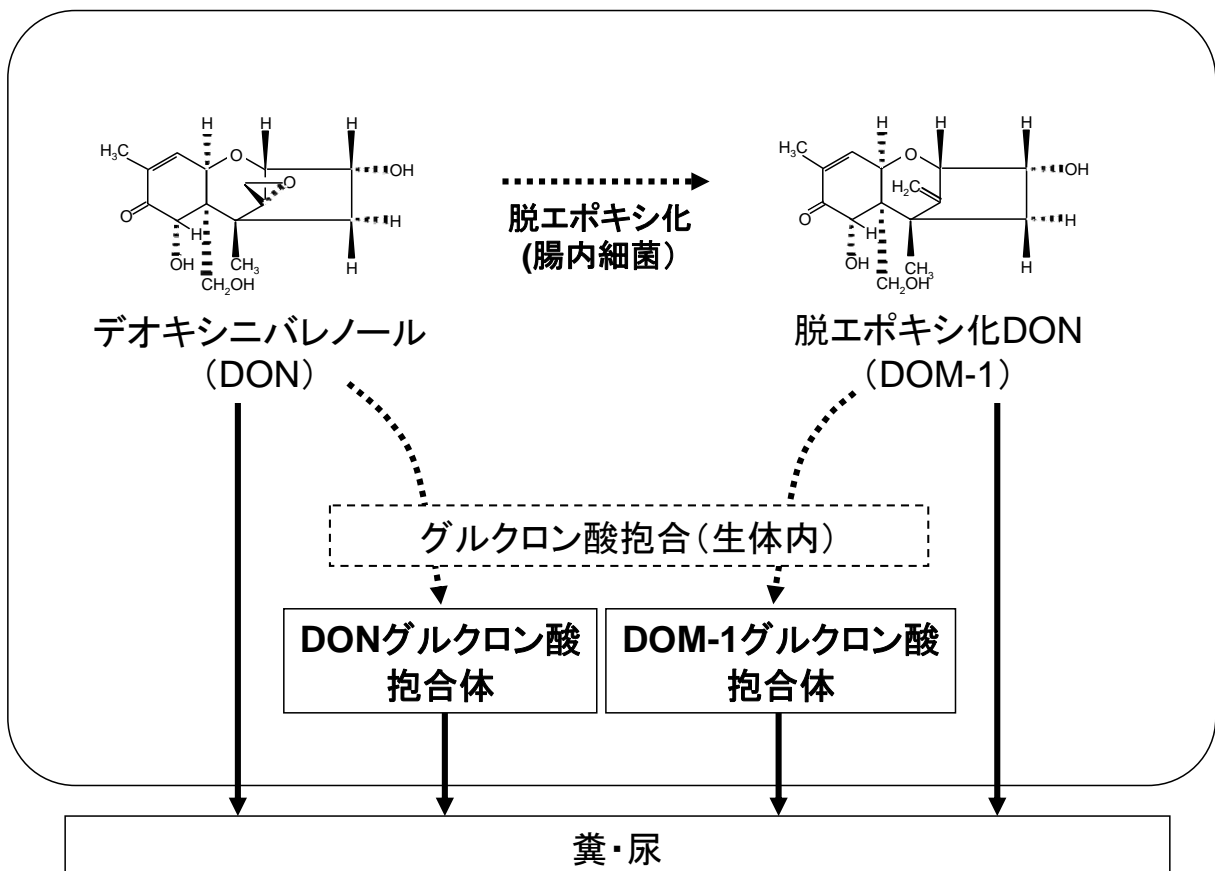 H
H
H
H₃C
O
O
OH
O
H
H
OH
CH₃
H
CH₂OH
脱エポキシ化
(腸内細菌)
H
H
H
H₃C
O
H₂C
OH
O
H
H
OH
CH₃
H
CH₂OH
デオキシニバレノール
(DON)
脱エポキシ化DON
(DOM-1)
グルクロン酸抱合(生体内)
DONグルクロン酸
抱合体
DOM-1グルクロン酸
抱合体
糞・尿